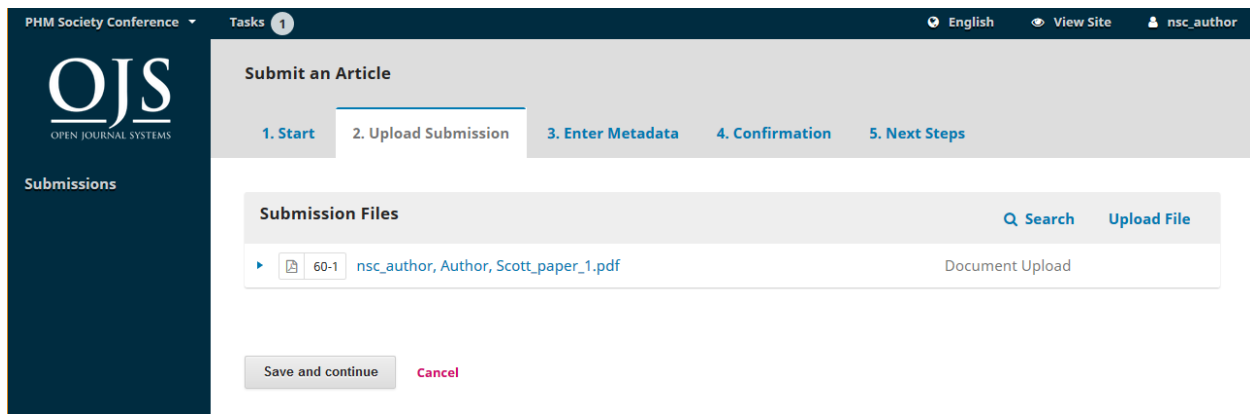 PHM Society Conference Tasks 1 English View Site nsc_author
OJS
OPEN JOURNAL SYSTEMS
Submissions
Submit an Article
1. Start 2. Upload Submission 3. Enter Metadata 4. Confirmation 5. Next Steps
Submission Files Search Upload File
60-1 nsc_author, Author, Scott_paper_1.pdf Document Upload
Save and continue Cancel